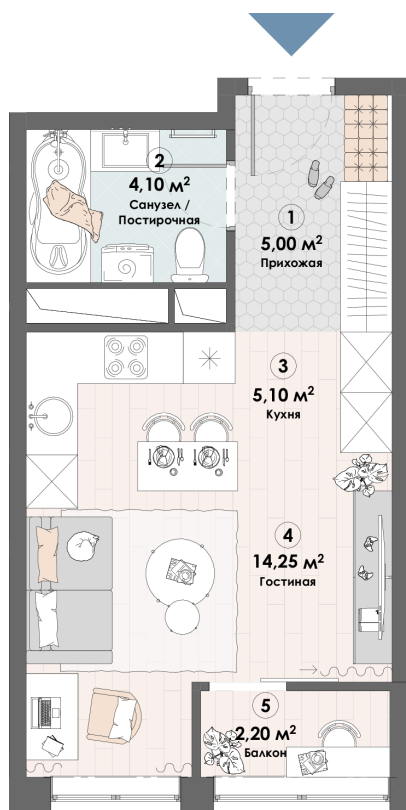 2
4,10 м²
Санузел /
Постирочная
1
5,00 м²
Прихожая
3
5,10 м²
Кухня
4
14,25 м²
Гостиная
5
2,20 м²
Балкон